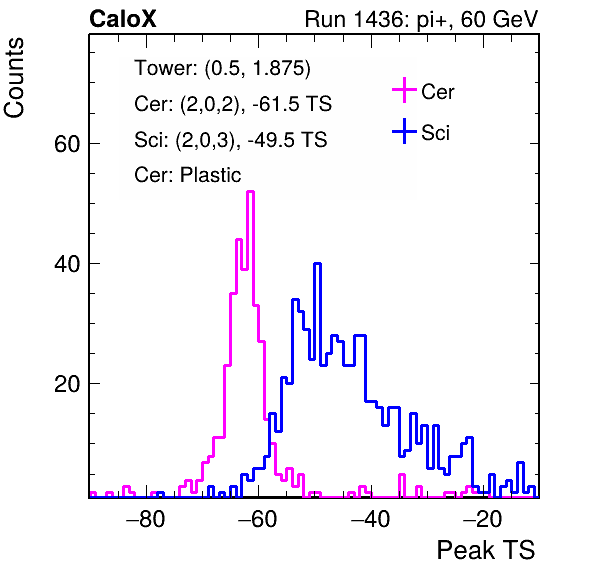 CaloX Run 1436: pi+, 60 GeV
Counts
Tower: (0.5, 1.875)
Cer: (2,0,2), -61.5 TS
Sci: (2,0,3), -49.5 TS
Cer: Plastic
Cer
Sci
60
40
20
−80 −60 −40 −20
Peak TS